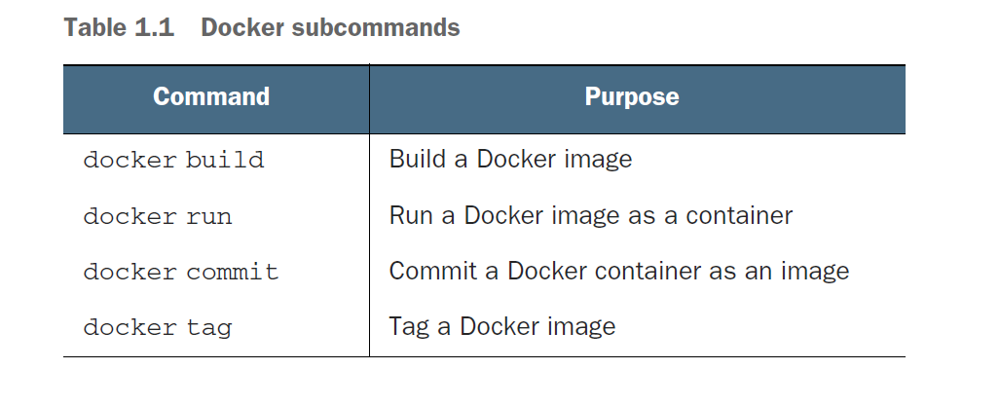 Table 1.1 Docker subcommands
Command Purpose
docker build Build a Docker image
docker run Run a Docker image as a container
docker commit Commit a Docker container as an image
docker tag Tag a Docker image